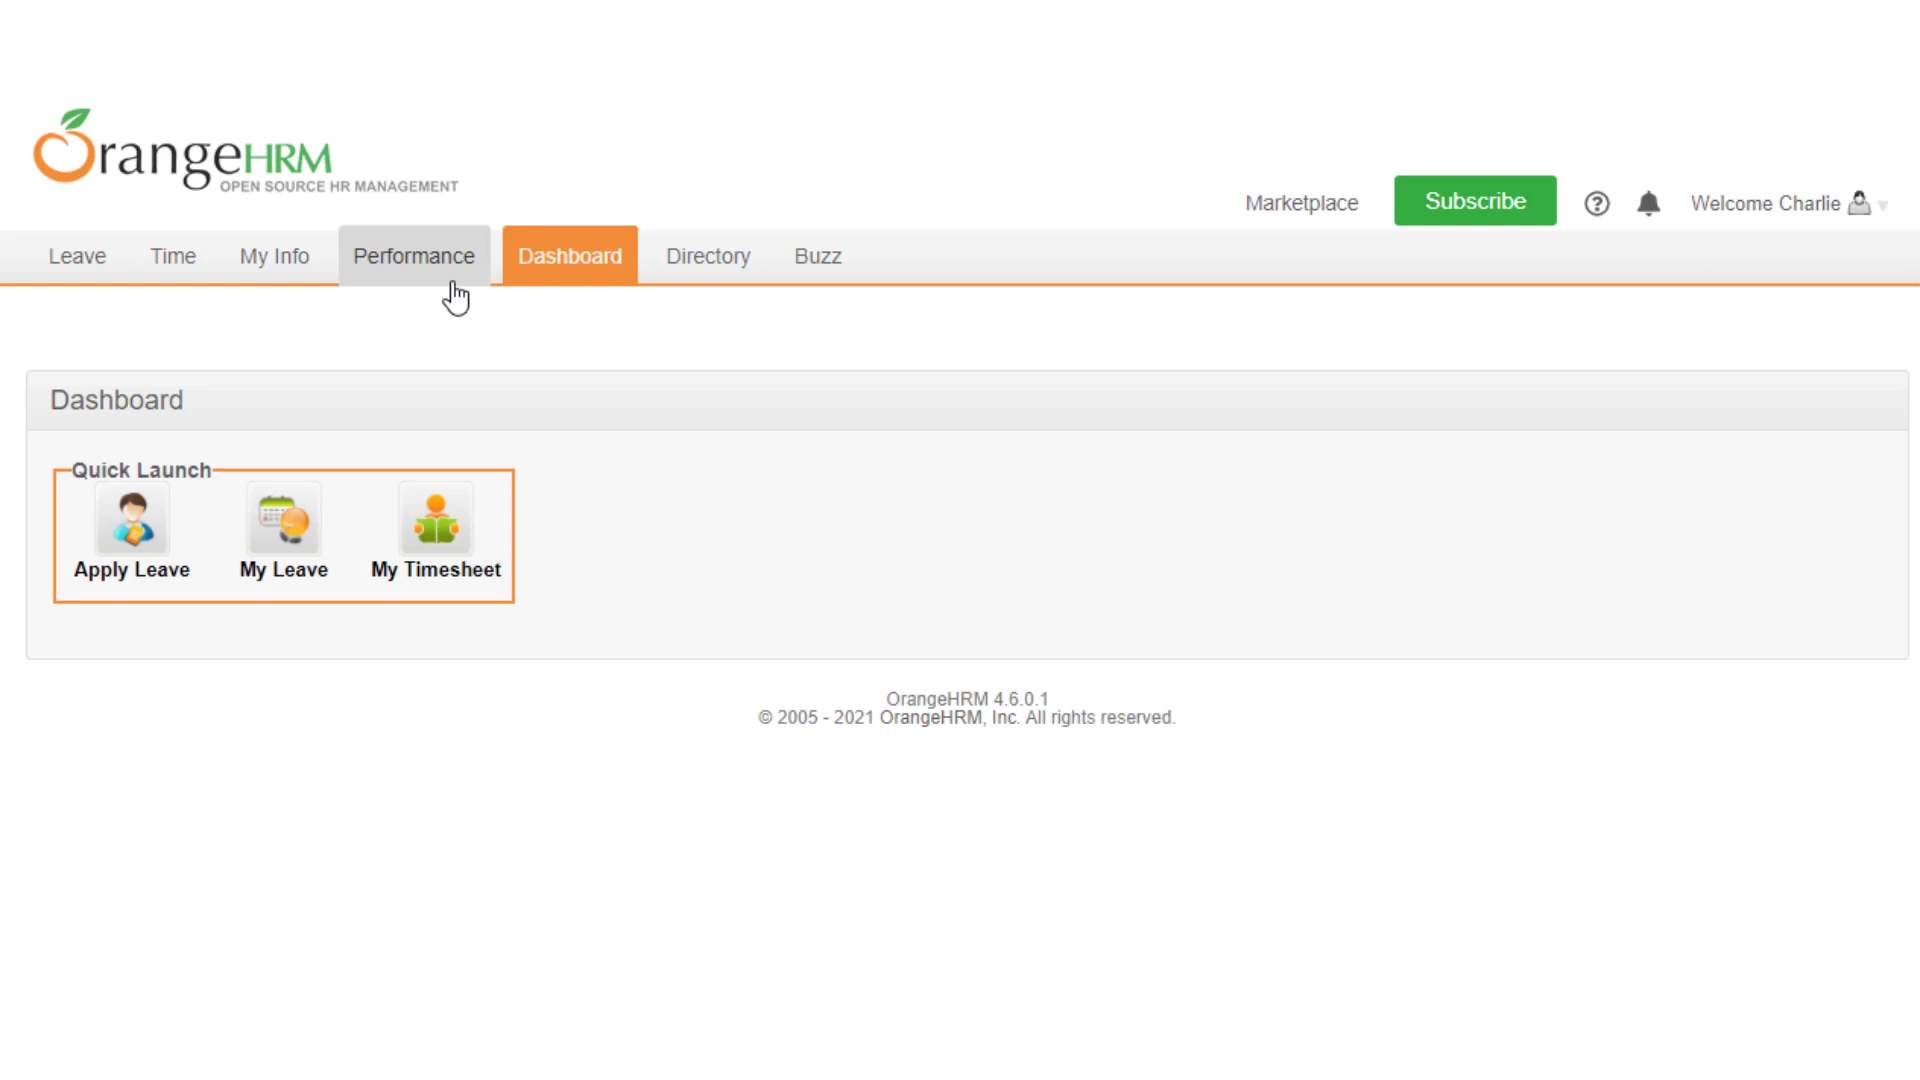 OrangeHRM
OPEN SOURCE HR MANAGEMENT
Marketplace
Subscribe
?
Welcome Charlie
Leave
Time
My Info
Performance
Dashboard
Directory
Buzz
Dashboard
Quick Launch
Apply Leave
My Leave
My Timesheet
OrangeHRM 4.6.0.1
© 2005 - 2021 OrangeHRM, Inc. All rights reserved.